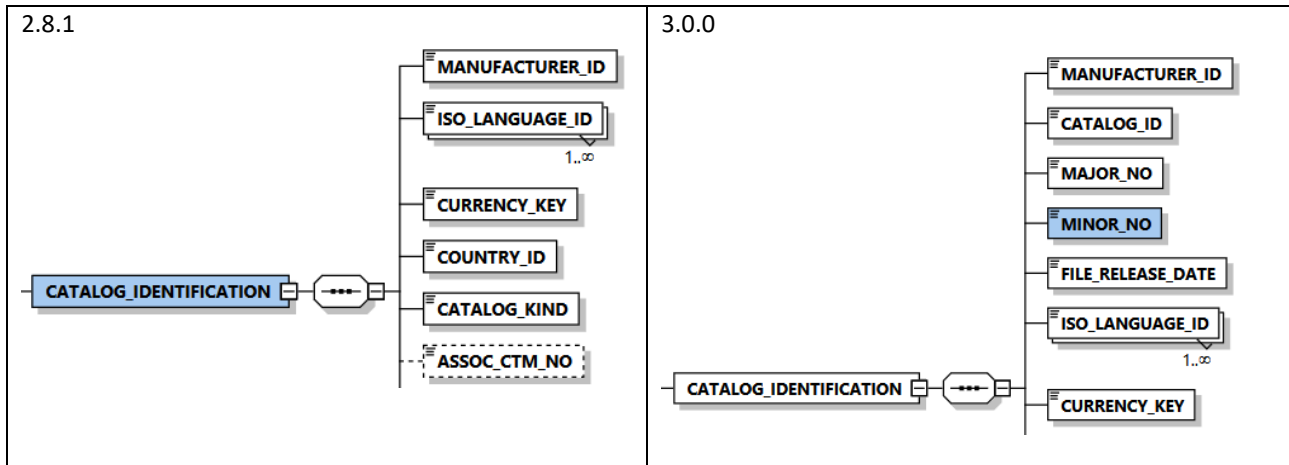 2.8.1
MANUFACTURER_ID
ISO_LANGUAGE_ID
1..∞
CURRENCY_KEY
COUNTRY_ID
CATALOG_IDENTIFICATION
CATALOG_KIND
ASSOC_CTM_NO
3.0.0
MANUFACTURER_ID
CATALOG_ID
MAJOR_NO
MINOR_NO
FILE_RELEASE_DATE
ISO_LANGUAGE_ID
1..∞
CATALOG_IDENTIFICATION
CURRENCY_KEY